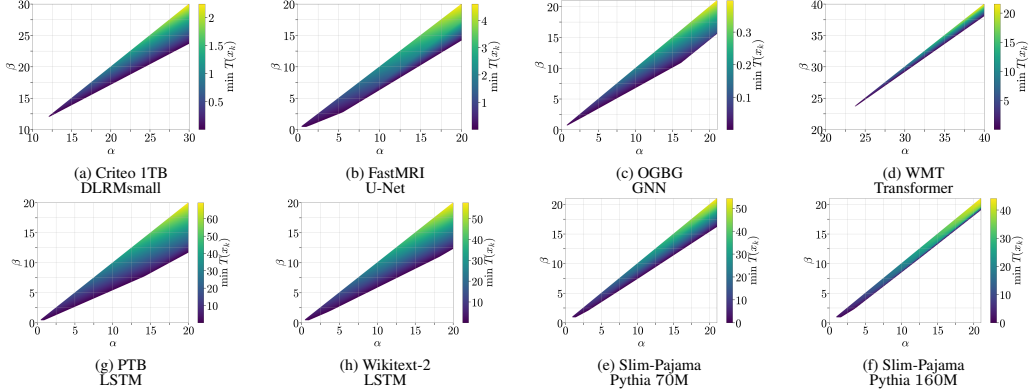 30
25
20
15
10
β
10 15 20 25 30
α
2
1.5
1
0.5
min T(x_k)
(a) Criteo 1TB
DLRMsmall
20
15
10
5
0
β
0 5 10 15 20
α
4
3
2
1
min T(x_k)
(b) FastMRI
U-Net
20
15
10
5
0
β
0 5 10 15 20
α
0.3
0.2
0.1
min T(x_k)
(c) OGBG
GNN
40
35
30
25
20
β
20 25 30 35 40
α
20
15
10
5
min T(x_k)
(d) WMT
Transformer
20
15
10
5
0
β
0 5 10 15 20
α
60
50
40
30
20
10
min T(x_k)
(g) PTB
LSTM
20
15
10
5
0
β
0 5 10 15 20
α
50
40
30
20
10
min T(x_k)
(h) Wikitext-2
LSTM
20
15
10
5
0
β
0 5 10 15 20
α
50
40
30
20
10
0
min T(x_k)
(e) Slim-Pajama
Pythia 70M
20
15
10
5
0
β
0 5 10 15 20
α
40
30
20
10
0
min T(x_k)
(f) Slim-Pajama
Pythia 160M